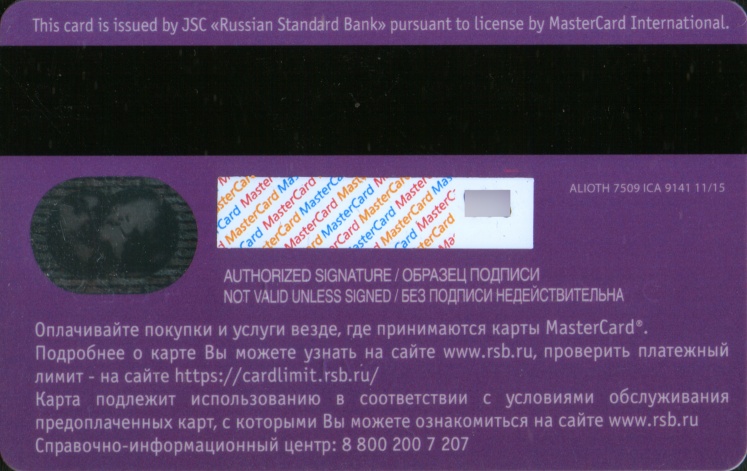 This card is issued by JSC «Russian Standard Bank» pursuant to license by MasterCard International.
ALIOTH 7509 ICA 9141 11/15
MasterCard MasterCard MasterCard
AUTHORIZED SIGNATURE / ОБРАЗЕЦ ПОДПИСИ
NOT VALID UNLESS SIGNED / БЕЗ ПОДПИСИ НЕДЕЙСТВИТЕЛЬНА
Оплачивайте покупки и услуги везде, где принимаются карты MasterCard®.
Подробнее о карте Вы можете узнать на сайте www.rsb.ru, проверить платежный
лимит - на сайте https://cardlimit.rsb.ru/
Карта подлежит использованию в соответствии с условиями обслуживания
предоплаченных карт, с которыми Вы можете ознакомиться на сайте www.rsb.ru
Справочно-информационный центр: 8 800 200 7 207